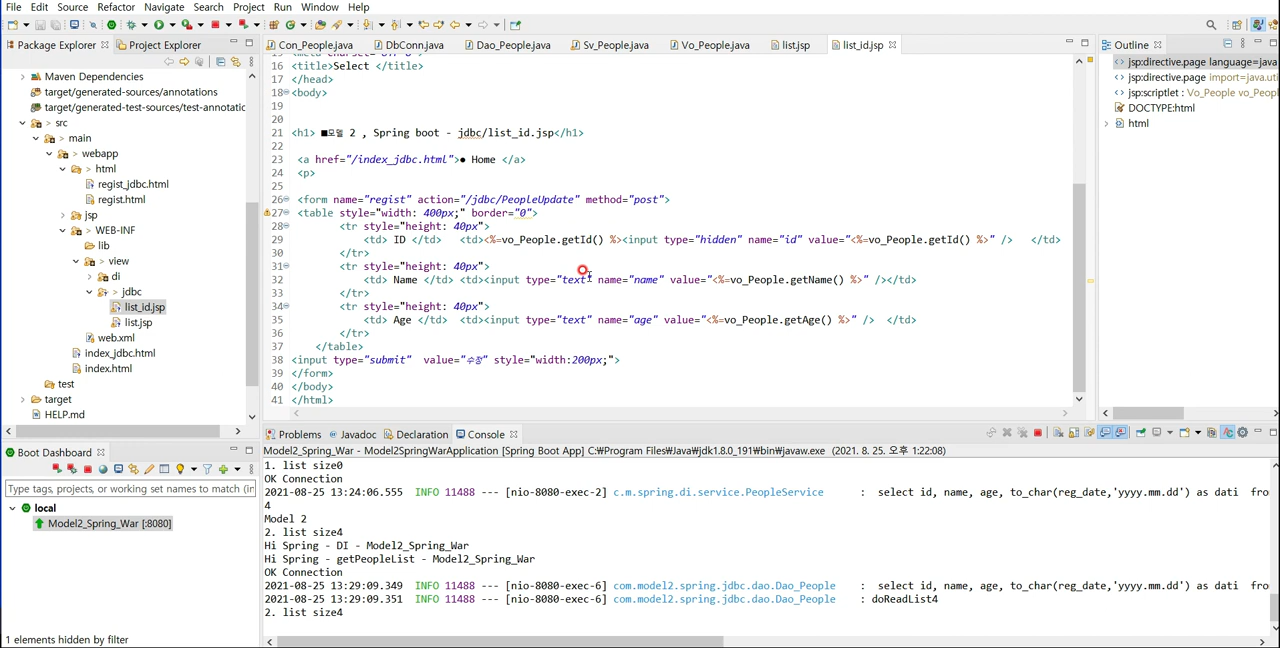 File Edit Source Refactor Navigate Search Project Run Window Help
Package Explorer
Project Explorer
Maven Dependencies
target/generated-sources/annotations
target/generated-test-sources/test-annotatic
> src
> main
> webapp
> html
regist_jdbc.html
regist.html
> jsp
> WEB-INF
lib
> view
> di
> jdbc
list_id.jsp
list.jsp
web.xml
index_jdbc.html
index.html
test
target
HELP.md
Con_People.java DbConn.java Dao_People.java Sv_People.java Vo_People.java list.jsp list_id.jsp
16 <title>Select </title>
17 </head>
18 <body>
19
20
21 <h1> ■모델 2 , Spring boot - jdbc/list_id.jsp</h1>
22
23 <a href="/index_jdbc.html">● Home </a>
24 <p>
25
26 <form name="regist" action="/jdbc/PeopleUpdate" method="post">
27 <table style="width: 400px;" border="0">
28 <tr style="height: 40px">
29 <td> ID </td> <td><%=vo_People.getId() %><input type="hidden" name="id" value="<%=vo_People.getId() %>" /> </td>
30 </tr>
31 <tr style="height: 40px">
32 <td> Name </td> <td><input type="text" name="name" value="<%=vo_People.getName() %>" /></td>
33 </tr>
34 <tr style="height: 40px">
35 <td> Age </td> <td><input type="text" name="age" value="<%=vo_People.getAge() %>" /> </td>
36 </tr>
37 </table>
38 <input type="submit" value="수정" style="width:200px;">
39 </form>
40 </body>
41 </html>
Outline
jsp:directive.page language=java
jsp:directive.page import=java.uti
jsp:scriptlet : Vo_People vo_Peopl
DOCTYPE:html
html
Boot Dashboard
Type tags, projects, or working set names to match (in
local
Model2_Spring_War [:8080]
1 elements hidden by filter
Problems Javadoc Declaration Console
Model2_Spring_War - Model2SpringWarApplication [Spring Boot App] C:₩Program Files₩Java₩jdk1.8.0_191₩bin₩javaw.exe (2021. 8. 25. 오후 1:22:08)
1. list size0
OK Connection
2021-08-25 13:24:06.555 INFO 11488 --- [nio-8080-exec-2] c.m.spring.di.service.PeopleService : select id, name, age, to_char(reg_date,'yyyy.mm.dd') as dati fro
4
Model 2
2. list size4
Hi Spring - DI - Model2_Spring_War
Hi Spring - getPeopleList - Model2_Spring_War
OK Connection
2021-08-25 13:29:09.349 INFO 11488 --- [nio-8080-exec-6] com.model2.spring.jdbc.dao.Dao_People : select id, name, age, to_char(reg_date,'yyyy.mm.dd') as dati fro
2021-08-25 13:29:09.351 INFO 11488 --- [nio-8080-exec-6] com.model2.spring.jdbc.dao.Dao_People : doReadList4
2. list size4